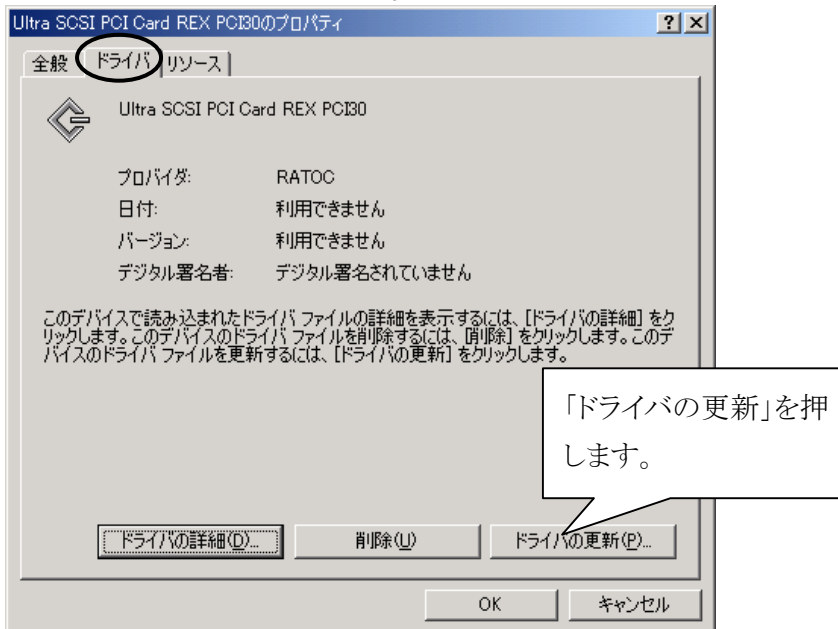 Ultra SCSI PCI Card REX PCI30のプロパティ
全般 ドライバ リソース
Ultra SCSI PCI Card REX PCI30
プロバイダ: RATOC
日付: 利用できません
バージョン: 利用できません
デジタル署名者: デジタル署名されていません
このデバイスで読み込まれたドライバ ファイルの詳細を表示するには、[ドライバの詳細] をク
リックします。このデバイスのドライバ ファイルを削除するには、[削除] をクリックします。このデ
バイスのドライバ ファイルを更新するには、[ドライバの更新] をクリックします。
「ドライバの更新」を押
します。
ドライバの詳細(D)... 削除(U) ドライバの更新(P)...
OK キャンセル